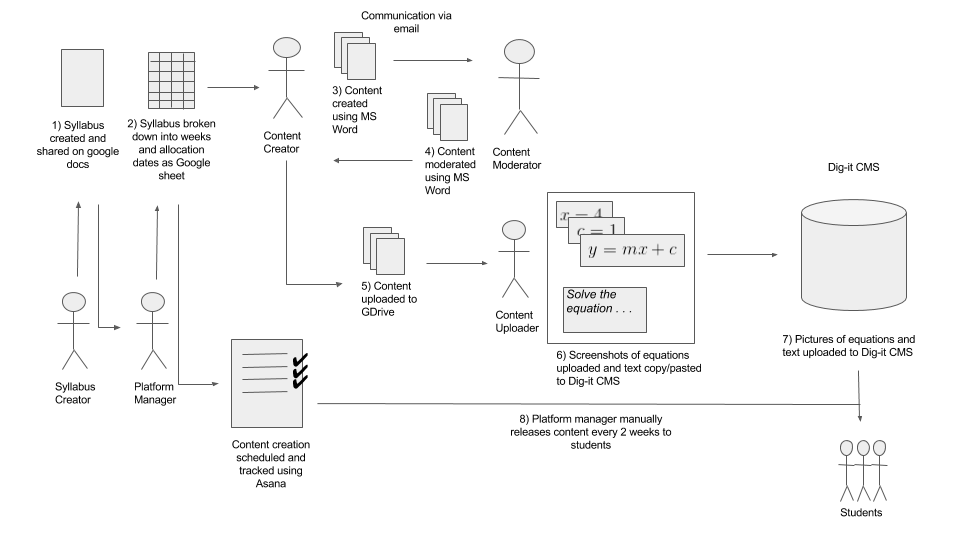 Communication via
email
1) Syllabus
created and
shared on google
docs
2) Syllabus broken
down into weeks
and allocation
dates as Google
sheet
Content
Creator
3) Content
created
using MS
Word
4) Content
moderated
using MS
Word
Content
Moderator
Dig-it CMS
5) Content
uploaded to
GDrive
Content
Uploader
x − 4
c = 1
y = mx + c
Solve the
equation . . .
6) Screenshots of equations
uploaded and text copy/pasted
to Dig-it CMS
7) Pictures of equations and
text uploaded to Dig-it CMS
Syllabus
Creator
Platform
Manager
Content creation
scheduled and
tracked using
Asana
8) Platform manager manually
releases content every 2 weeks to
students
Students